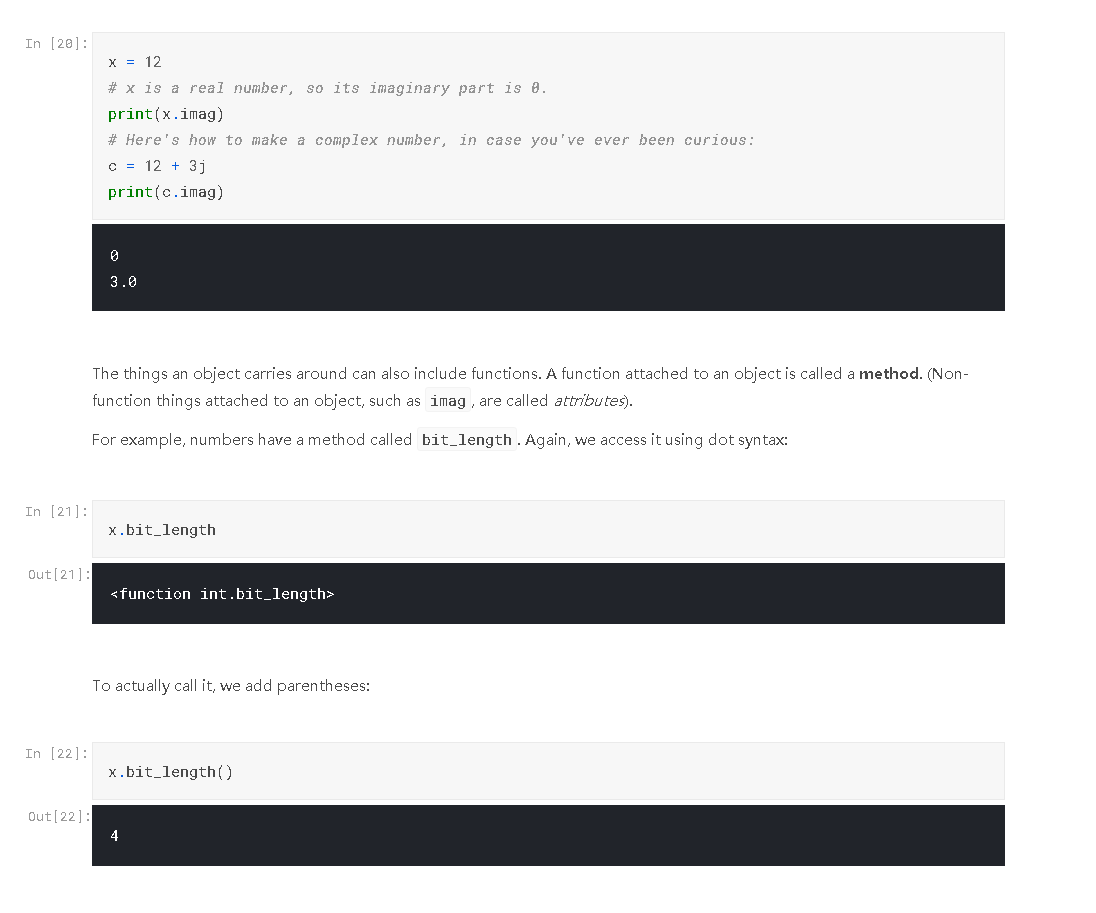 In [20]:
x = 12
# x is a real number, so its imaginary part is 0.
print(x.imag)
# Here's how to make a complex number, in case you've ever been curious:
c = 12 + 3j
print(c.imag)
0
3.0
The things an object carries around can also include functions. A function attached to an object is called a method. (Non-
function things attached to an object, such as imag, are called attributes).
For example, numbers have a method called bit_length. Again, we access it using dot syntax:
In [21]:
x.bit_length
Out[21]:
<function int.bit_length>
To actually call it, we add parentheses:
In [22]:
x.bit_length()
Out[22]:
4